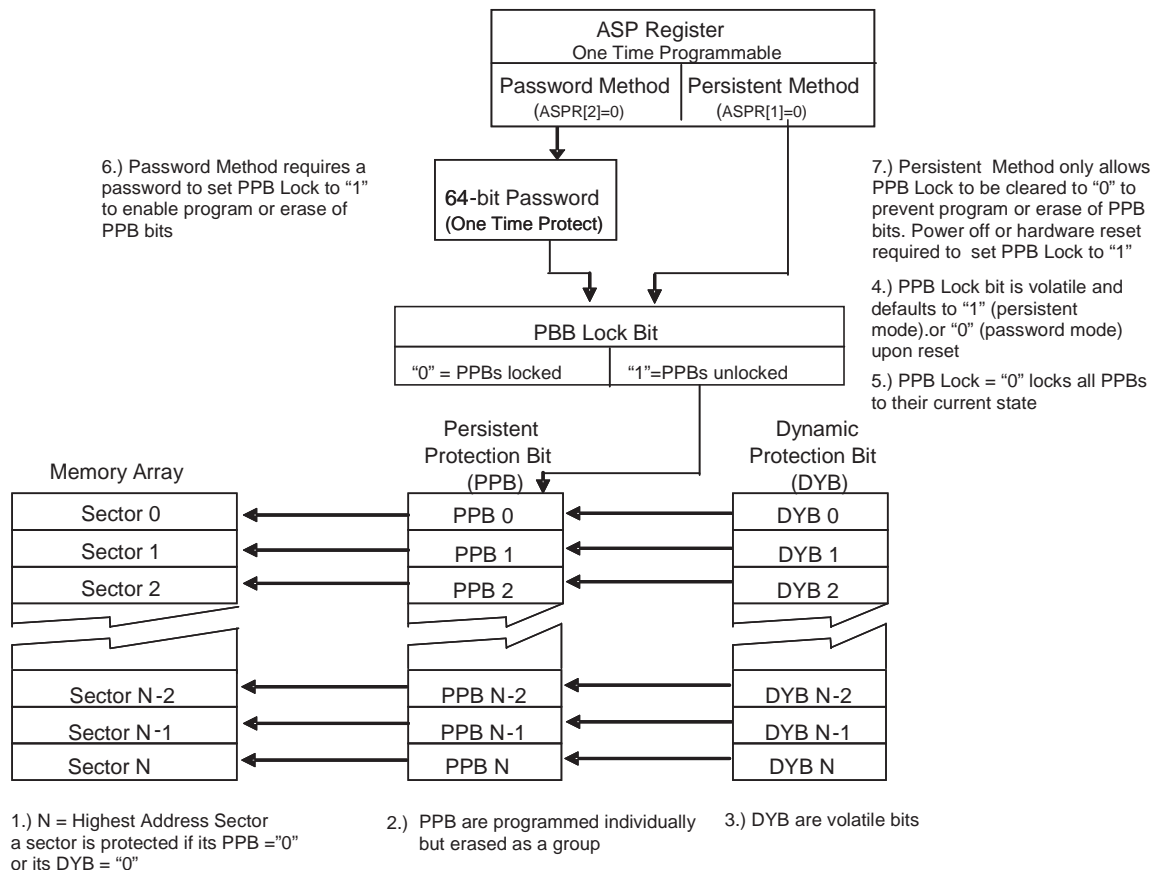 ASP Register
One Time Programmable
Password Method
(ASPR[2]=0)
Persistent Method
(ASPR[1]=0)
6.) Password Method requires a
password to set PPB Lock to “1”
to enable program or erase of
PPB bits
64-bit Password
(One Time Protect)
7.) Persistent Method only allows
PPB Lock to be cleared to “0” to
prevent program or erase of PPB
bits. Power off or hardware reset
required to set PPB Lock to “1”
4.) PPB Lock bit is volatile and
defaults to “1” (persistent
mode).or “0” (password mode)
upon reset
5.) PPB Lock = “0” locks all PPBs
to their current state
PBB Lock Bit
“0” = PPBs locked
“1”=PPBs unlocked
Memory Array
Persistent
Protection Bit
(PPB)
Dynamic
Protection Bit
(DYB)
Sector 0
PPB 0
DYB 0
Sector 1
PPB 1
DYB 1
Sector 2
PPB 2
DYB 2
Sector N-2
PPB N-2
DYB N-2
Sector N-1
PPB N-1
DYB N-1
Sector N
PPB N
DYB N
1.) N = Highest Address Sector
a sector is protected if its PPB =”0”
or its DYB = “0”
2.) PPB are programmed individually
but erased as a group
3.) DYB are volatile bits